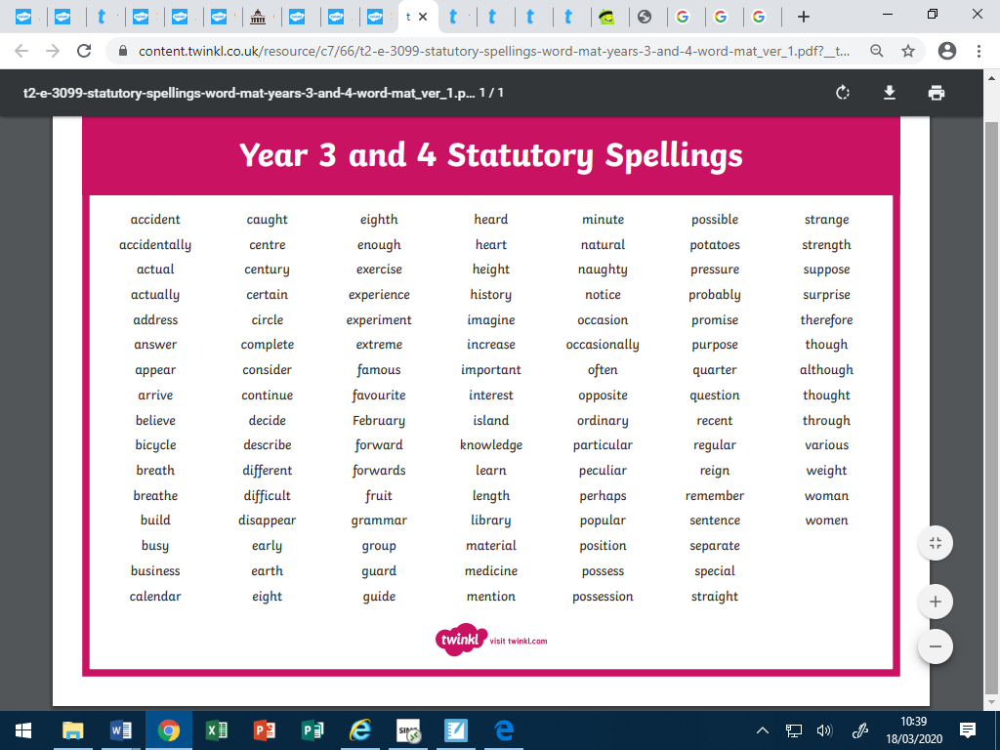 t
content.twinkl.co.uk/resource/c7/66/t2-e-3099-statutory-spellings-word-mat-years-3-and-4-word-mat_ver_1.pdf?__t...
t2-e-3099-statutory-spellings-word-mat-years-3-and-4-word-mat_ver_1.p... 1 / 1
Year 3 and 4 Statutory Spellings
accident caught eighth heard minute possible strange
accidentally centre enough heart natural potatoes strength
actual century exercise height naughty pressure suppose
actually certain experience history notice probably surprise
address circle experiment imagine occasion promise therefore
answer complete extreme increase occasionally purpose though
appear consider famous important often quarter although
arrive continue favourite interest opposite question thought
believe decide February island ordinary recent through
bicycle describe forward knowledge particular regular various
breath different forwards learn peculiar reign weight
breathe difficult fruit length perhaps remember woman
build disappear grammar library popular sentence women
busy early group material position separate
business earth guard medicine possess special
calendar eight guide mention possession straight
twinkl visit twinkl.com
10:39
18/03/2020